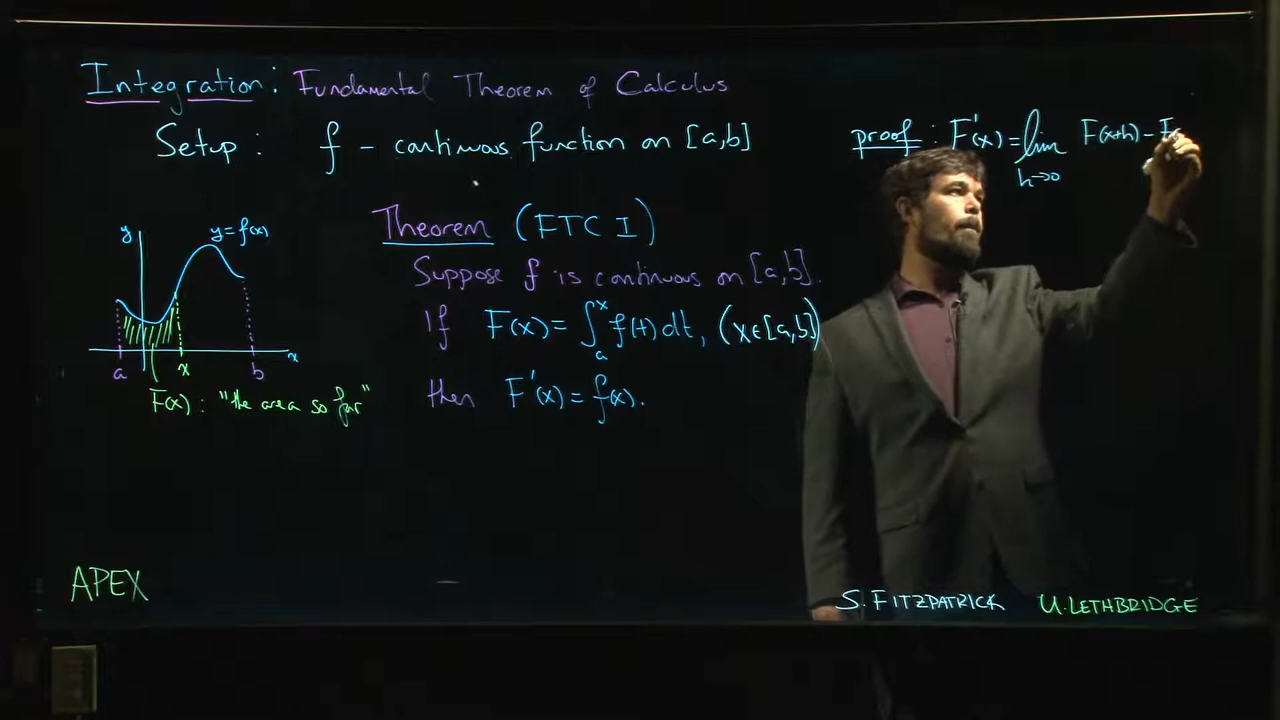 Integration: Fundamental Theorem of Calculus
Setup: f – continuous function on [a,b]
Theorem (FTC I)
Suppose f is continuous on [a,b].
If F(x) = ∫ₐˣ f(t)dt, (x∈[a,b])
then F'(x) = f(x).
y
y=f(x)
a
x
b
x
F(x): "the area so far"
proof: F'(x) = lim F(x+h) –
h→0
APEX
S. FITZPATRICK U. LETHBRIDGE